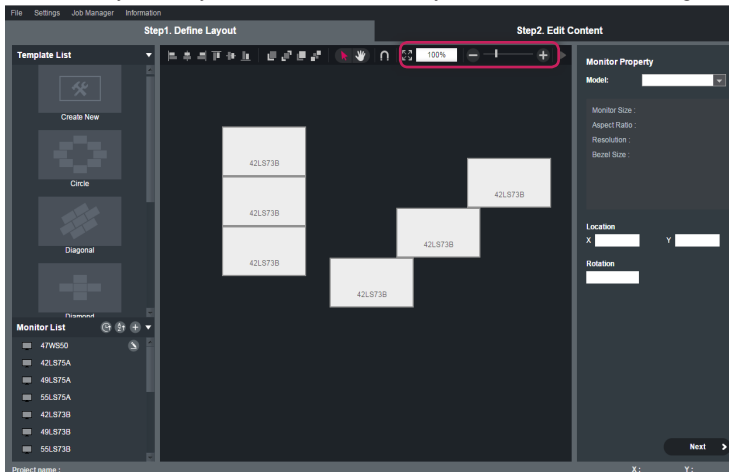 File Settings Job Manager Information
Step1. Define Layout
Step2. Edit Content
Template List
Create New
Circle
Diagonal
Diamond
Monitor List
47WS50
42LS75A
49LS75A
55LS75A
42LS73B
49LS73B
55LS73B
100%
42LS73B
42LS73B
42LS73B
42LS73B
42LS73B
42LS73B
Monitor Property
Model:
Monitor Size :
Aspect Ratio :
Resolution :
Bezel Size :
Location
X Y
Rotation
Next >
Project name :
X : Y :